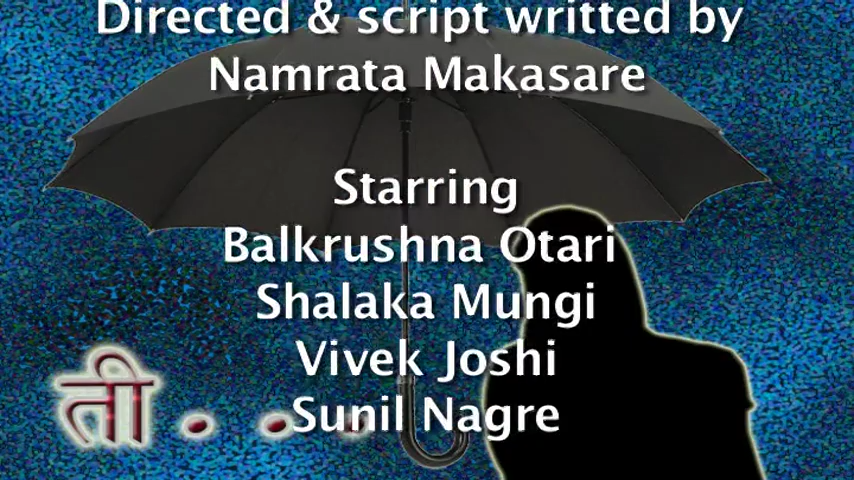 Directed & script writted by
Namrata Makasare
Starring
Balkrushna Otari
Shalaka Mungi
Vivek Joshi
ती . . .
Sunil Nagre